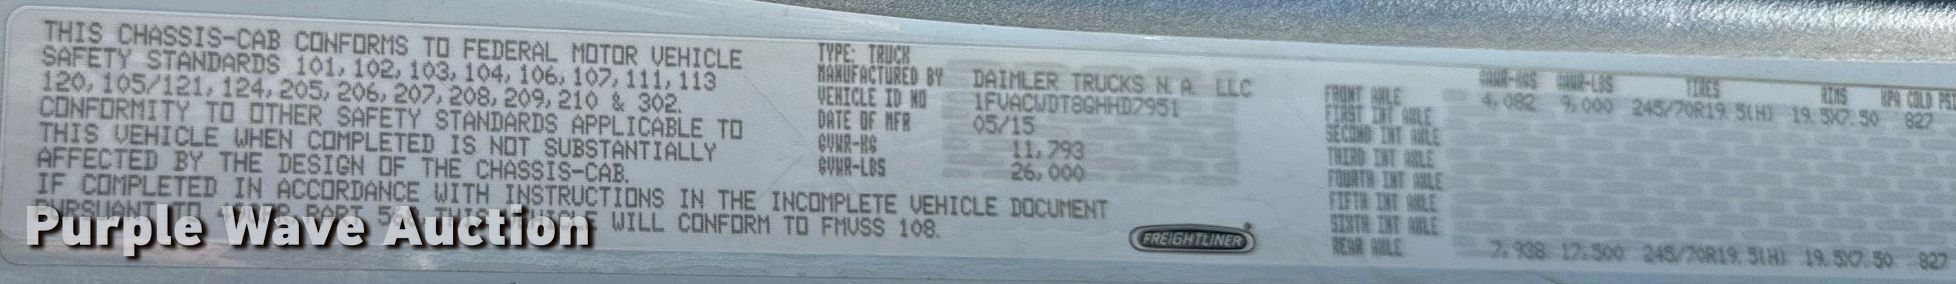 THIS CHASSIS-CAB CONFORMS TO FEDERAL MOTOR VEHICLE
SAFETY STANDARDS 101, 102, 103, 104, 106, 107, 111, 113
120, 105/121, 124, 205, 206, 207, 208, 209, 210 & 302.
CONFORMITY TO OTHER SAFETY STANDARDS APPLICABLE TO
THIS VEHICLE WHEN COMPLETED IS NOT SUBSTANTIALLY
AFFECTED BY THE DESIGN OF THE CHASSIS-CAB.
IF COMPLETED IN ACCORDANCE WITH INSTRUCTIONS IN THE INCOMPLETE VEHICLE DOCUMENT
PURSUANT TO PART WILL CONFORM TO FMVSS 108.
Purple Wave Auction
TYPE: TRUCK
MANUFACTURED BY DAIMLER TRUCKS N.A. LLC
VEHICLE ID NO 1FVACWDT8GHHD7951
DATE OF MFR 05/15
GVWR-KG 11,793
GVWR-LBS 26,000
FREIGHTLINER
GAWR-KGS GAWR-LBS TIRES RIMS KPA COLD
FRONT AXLE 4,082 9,000 245/70R19.5(H) 19.5X7.50 827
FIRST INT AXLE
SECOND INT AXLE
THIRD INT AXLE
FOURTH INT AXLE
FIFTH INT AXLE
SIXTH INT AXLE
REAR AXLE 7,938 17,500 245/70R19.5(H) 19.5X7.50 827